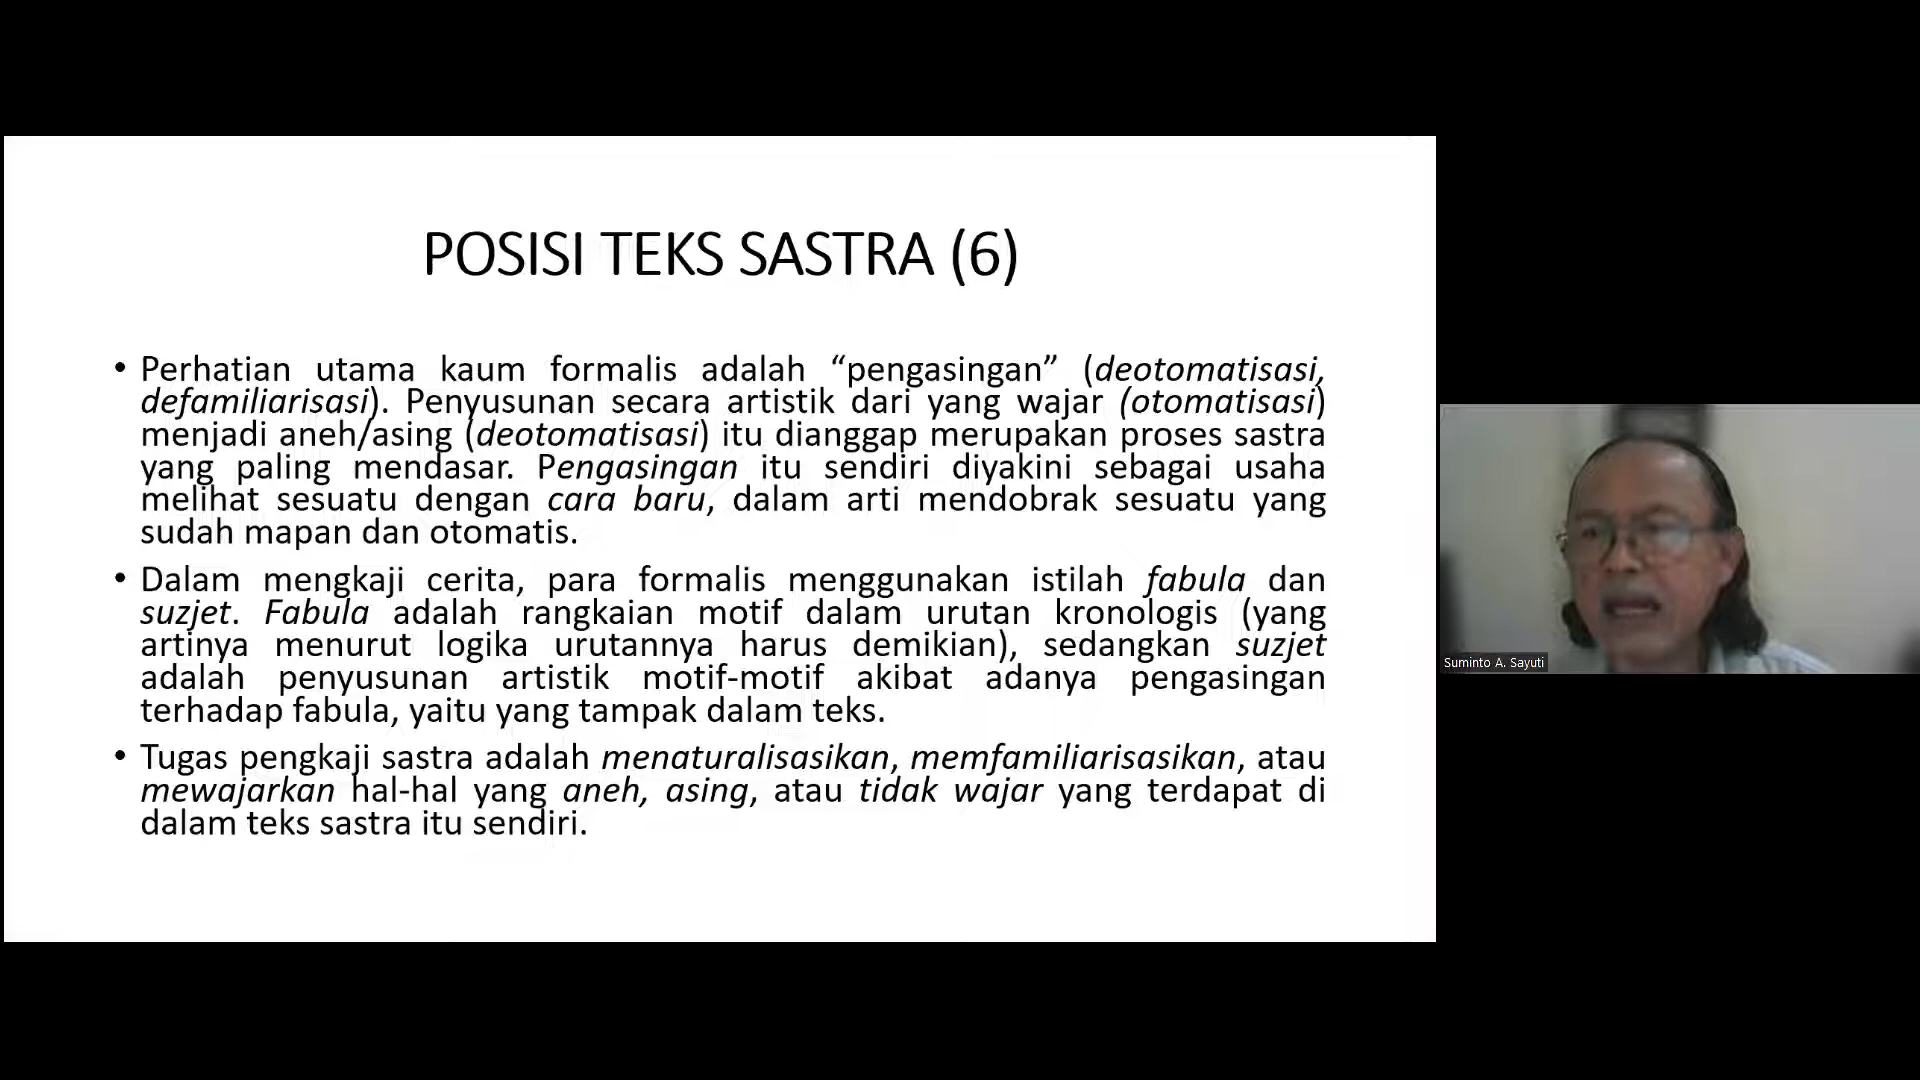 POSISI TEKS SASTRA (6)
• Perhatian utama kaum formalis adalah “pengasingan” (deotomatisasi,
defamiliarisasi). Penyusunan secara artistik dari yang wajar (otomatisasi)
menjadi aneh/asing (deotomatisasi) itu dianggap merupakan proses sastra
yang paling mendasar. Pengasingan itu sendiri diyakini sebagai usaha
melihat sesuatu dengan cara baru, dalam arti mendobrak sesuatu yang
sudah mapan dan otomatis.
• Dalam mengkaji cerita, para formalis menggunakan istilah fabula dan
suzjet. Fabula adalah rangkaian motif dalam urutan kronologis (yang
artinya menurut logika urutannya harus demikian), sedangkan suzjet
adalah penyusunan artistik motif-motif akibat adanya pengasingan
terhadap fabula, yaitu yang tampak dalam teks.
• Tugas pengkaji sastra adalah menaturalisasikan, memfamiliarisasikan, atau
mewajarkan hal-hal yang aneh, asing, atau tidak wajar yang terdapat di
dalam teks sastra itu sendiri.
Suminto A. Sayuti